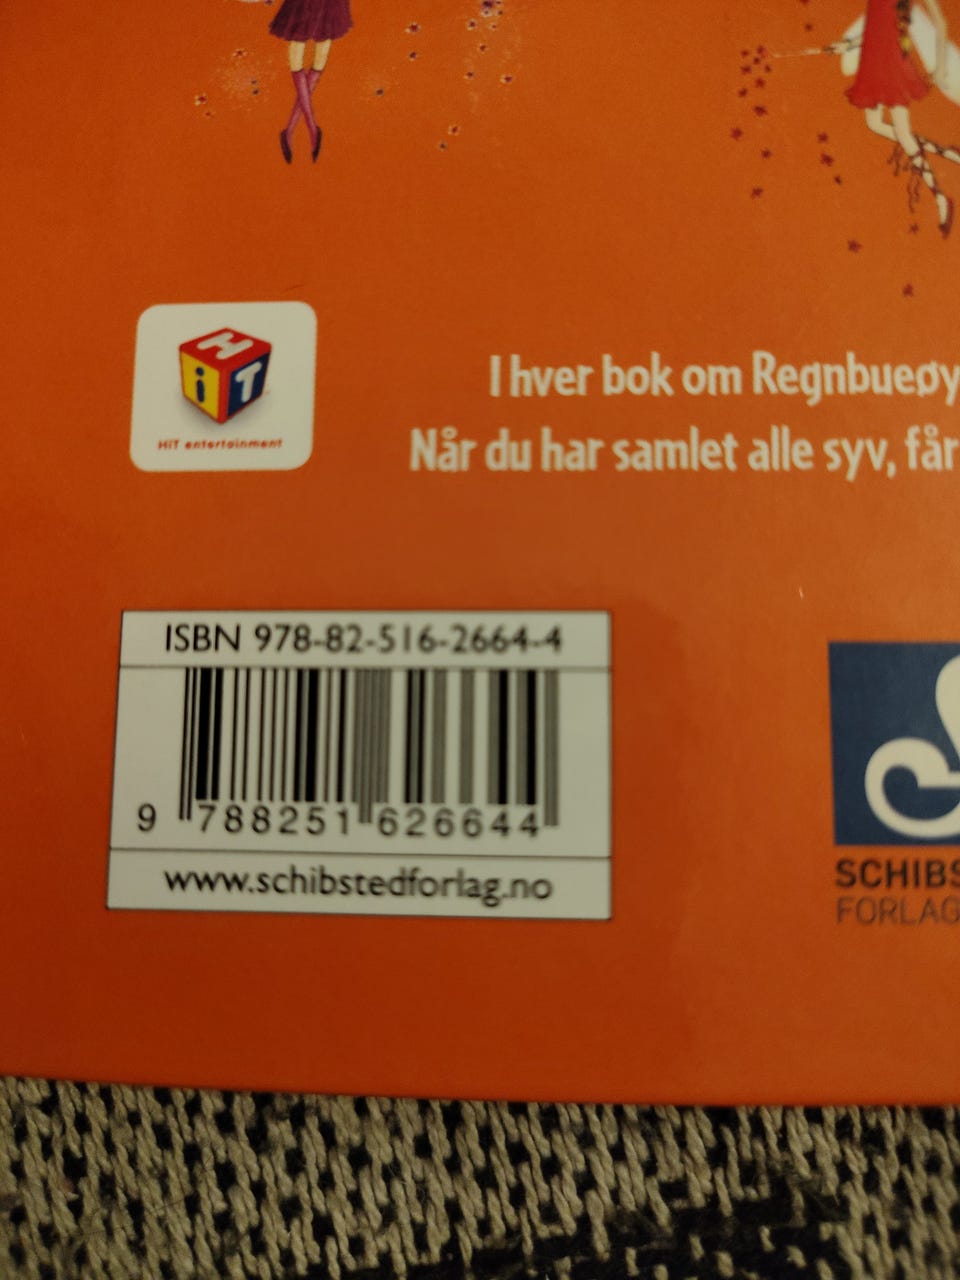 HiT
HiT entertainment
I hver bok om Regnbueøy
Når du har samlet alle syv, får
ISBN 978-82-516-2664-4
9 788251 626644
www.schibstedforlag.no
SCHIBS
FORLAG